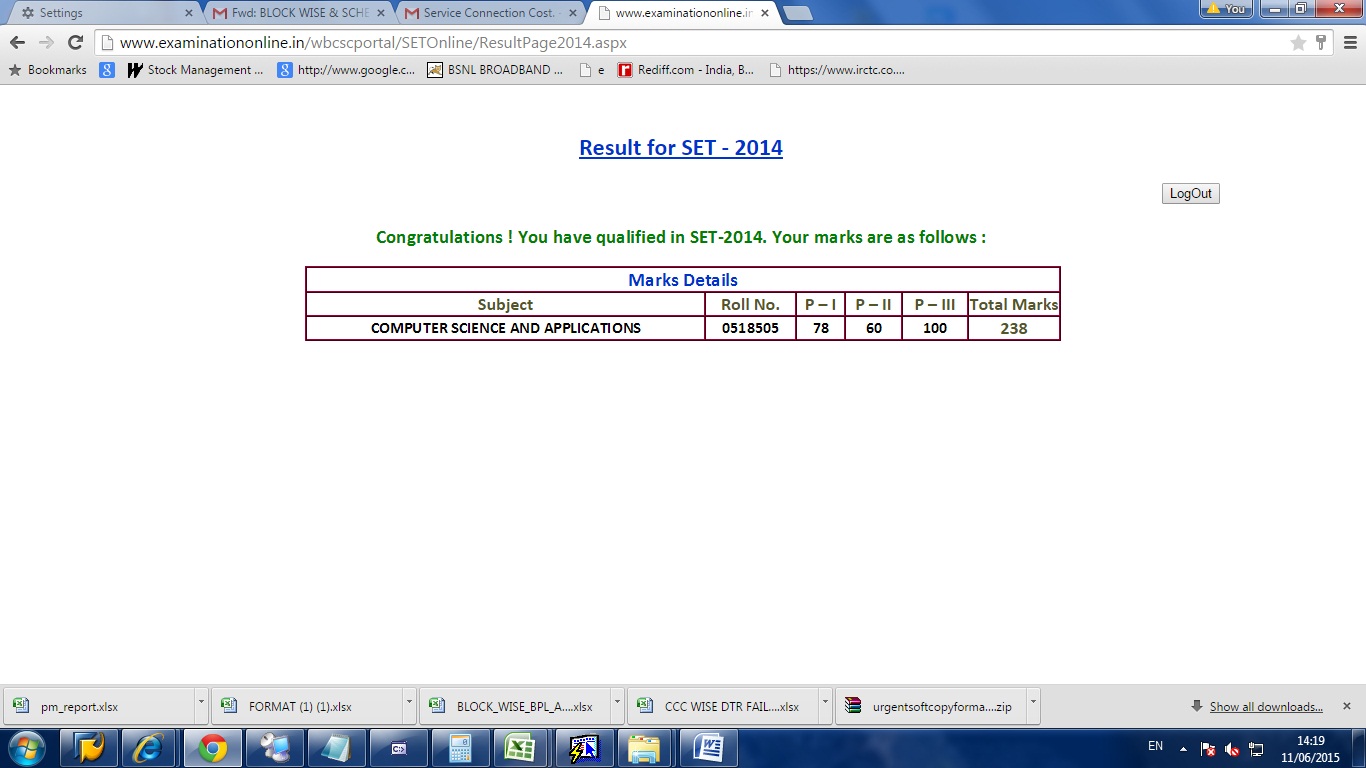 Settings
Fwd: BLOCK WISE & SCHE
Service Connection Cost.
www.examinationonline.in
You
www.examinationonline.in/wbcscportal/SETOnline/ResultPage2014.aspx
Bookmarks
Stock Management ...
http://www.google.c...
BSNL BROADBAND ...
e
Rediff.com - India, B...
https://www.irctc.co....
Result for SET - 2014
LogOut
Congratulations ! You have qualified in SET-2014. Your marks are as follows :
Marks Details
Subject Roll No. P – I P – II P – III Total Marks
COMPUTER SCIENCE AND APPLICATIONS 0518505 78 60 100 238
pm_report.xlsx
FORMAT (1) (1).xlsx
BLOCK_WISE_BPL_A....xlsx
CCC WISE DTR FAIL....xlsx
urgentsoftcopyforma....zip
Show all downloads...
EN
14:19
11/06/2015